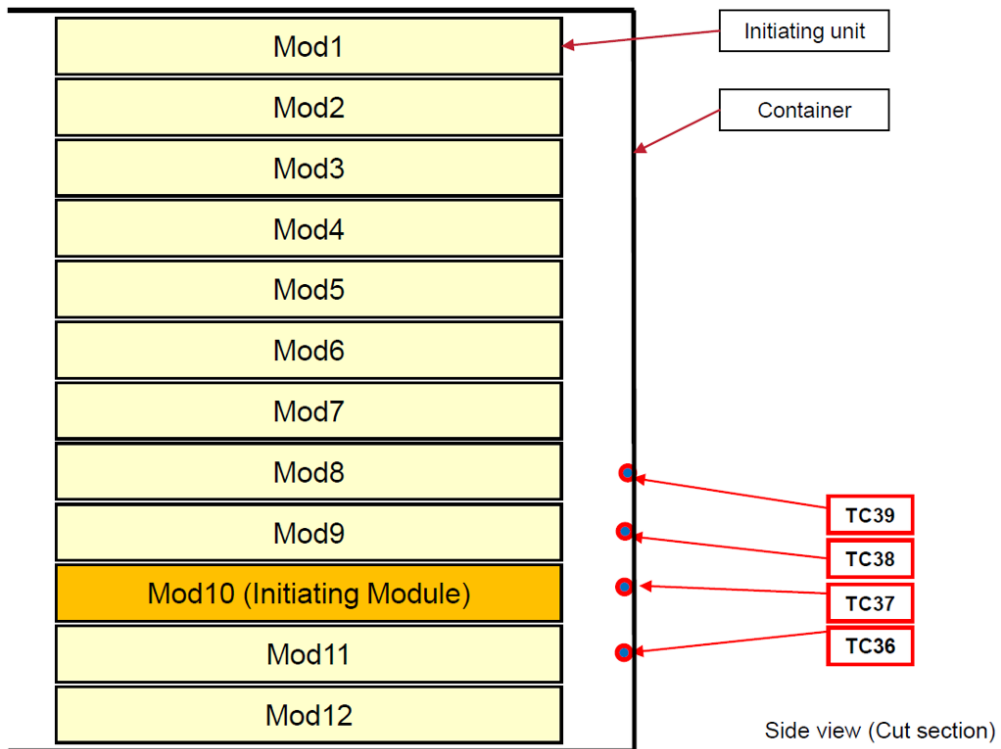 Mod1
Mod2
Mod3
Mod4
Mod5
Mod6
Mod7
Mod8
Mod9
Mod10 (Initiating Module)
Mod11
Mod12
Initiating unit
Container
TC39
TC38
TC37
TC36
Side view (Cut section)